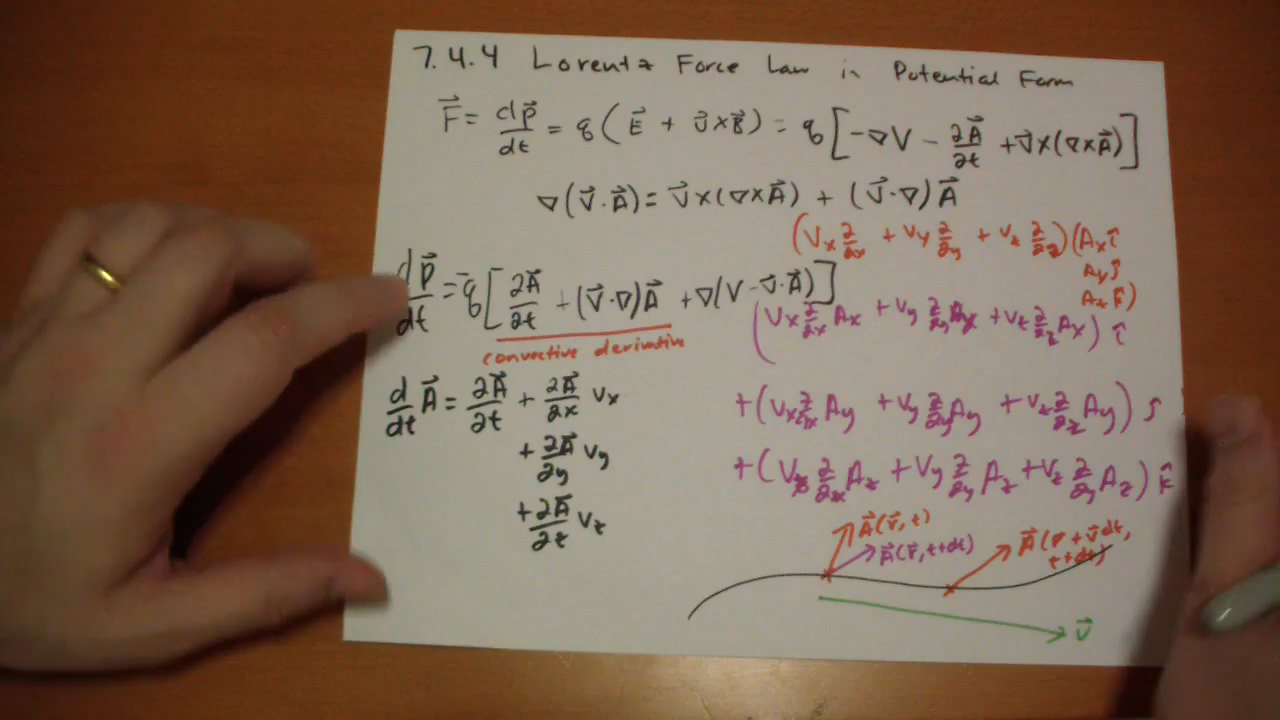 7.4.4 Lorentz Force Law in Potential Form
F⃗ = dp⃗/dt = q(E⃗ + v⃗×B⃗) = q[-∇V - ∂A⃗/∂t + v⃗×(∇×A⃗)]
∇(v⃗·A⃗) = v⃗×(∇×A⃗) + (v⃗·∇)A⃗
(Vx ∂/∂x + Vy ∂/∂y + Vz ∂/∂z)(Ax î
Ay ĵ
Az k̂)
dp⃗/dt = -q[∂A⃗/∂t + (v⃗·∇)A⃗ + ∇(V - v⃗·A⃗)]
convective derivative
(Vx ∂/∂x Ax + Vy ∂/∂y Ax + Vz ∂/∂z Ax) î
d/dt A⃗ = ∂A⃗/∂t + ∂A⃗/∂x Vx
+ ∂A⃗/∂y Vy
+ ∂A⃗/∂t Vz
+(Vx ∂/∂x Ay + Vy ∂/∂y Ay + Vz ∂/∂z Ay) ĵ
+(Vx ∂/∂x Az + Vy ∂/∂y Az + Vz ∂/∂y Az) k̂
A⃗(r⃗, t)
A⃗(r⃗, t+dt)
A⃗(r⃗ + v⃗dt,
t+dt)
v⃗